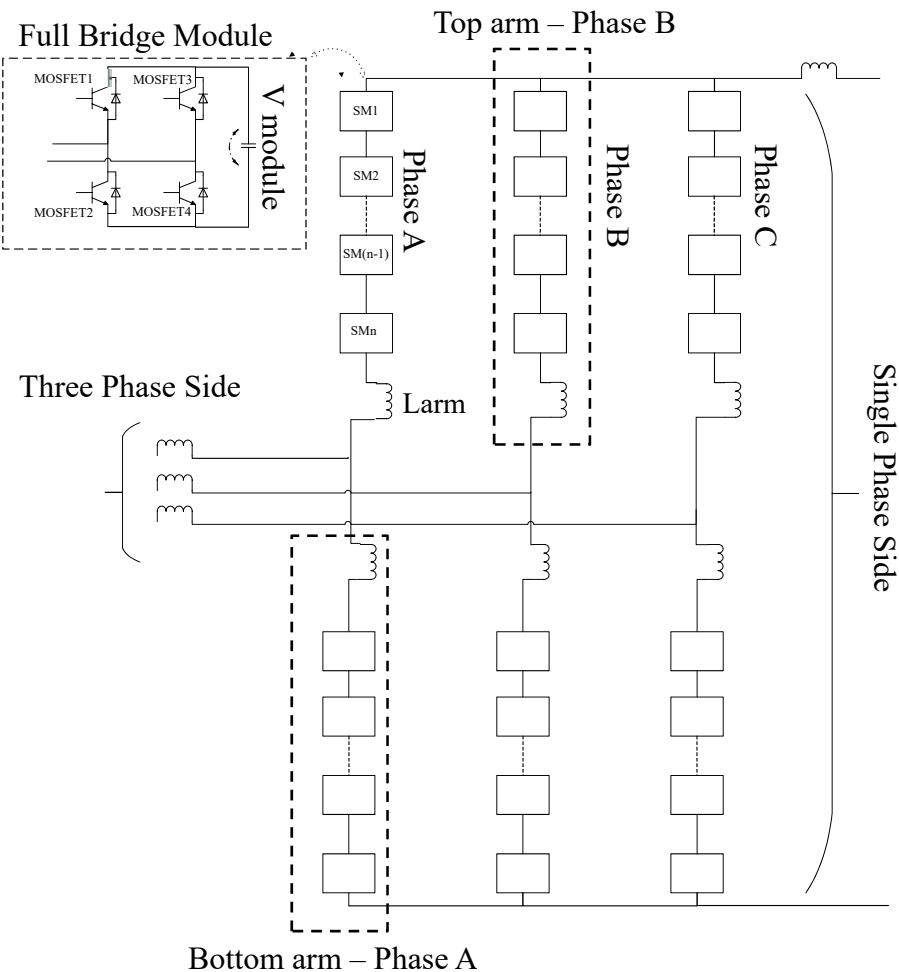 Top arm – Phase B
Full Bridge Module
MOSFET1
MOSFET3
V module
MOSFET2
MOSFET4
SM1
SM2
SM(n-1)
SMn
Phase A
Phase B
Phase C
Larm
Three Phase Side
Single Phase Side
Bottom arm – Phase A